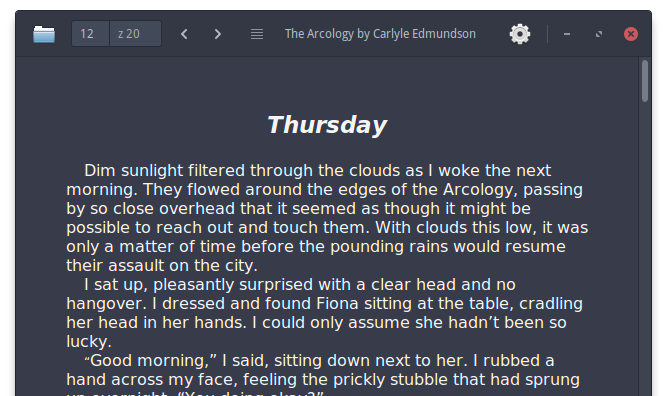 12 z 20 The Arcology by Carlyle Edmundson
Thursday
Dim sunlight filtered through the clouds as I woke the next
morning. They flowed around the edges of the Arcology, passing
by so close overhead that it seemed as though it might be
possible to reach out and touch them. With clouds this low, it was
only a matter of time before the pounding rains would resume
their assault on the city.
I sat up, pleasantly surprised with a clear head and no
hangover. I dressed and found Fiona sitting at the table, cradling
her head in her hands. I could only assume she hadn’t been so
lucky.
“Good morning,” I said, sitting down next to her. I rubbed a
hand across my face, feeling the prickly stubble that had sprung
up overnight. “You doing okay?”